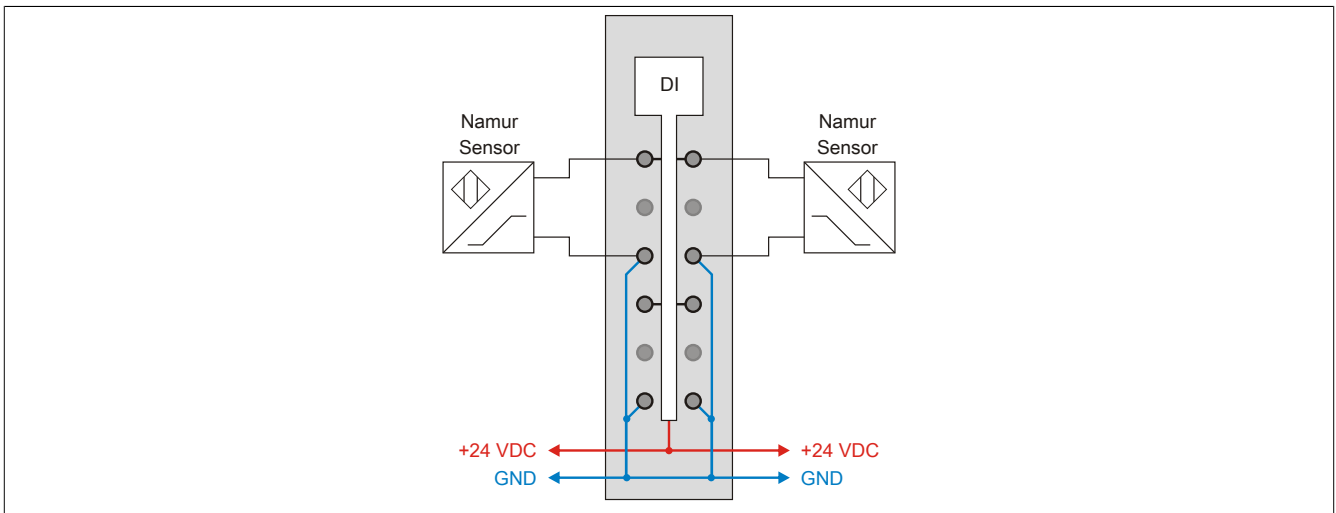 DI
Namur
Sensor
Namur
Sensor
+24 VDC
+24 VDC
GND
GND